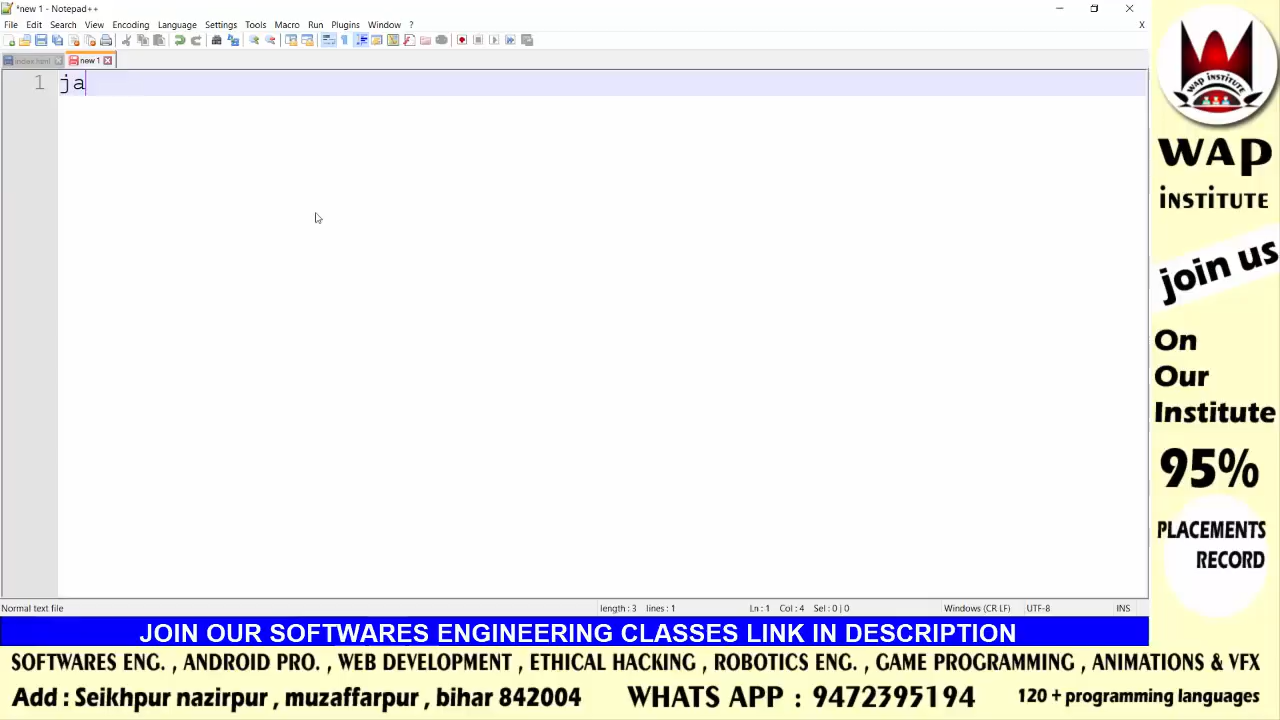 *new 1 - Notepad++
File Edit Search View Encoding Language Settings Tools Macro Run Plugins Window ? X
index.html new 1
1 ja
Normal text file length : 3 lines : 1 Ln : 1 Col : 4 Sel : 0 | 0 Windows (CR LF) UTF-8 INS
WAP INSTITUTE
WAP
INSTITUTE
join us
On
Our
Institute
95%
PLACEMENTS
RECORD
JOIN OUR SOFTWARES ENGINEERING CLASSES LINK IN DESCRIPTION
SOFTWARES ENG. , ANDROID PRO. , WEB DEVELOPMENT , ETHICAL HACKING , ROBOTICS ENG. , GAME PROGRAMMING , ANIMATIONS & VFX
Add : Seikhpur nazirpur , muzaffarpur , bihar 842004 WHATS APP : 9472395194 120 + programming languages